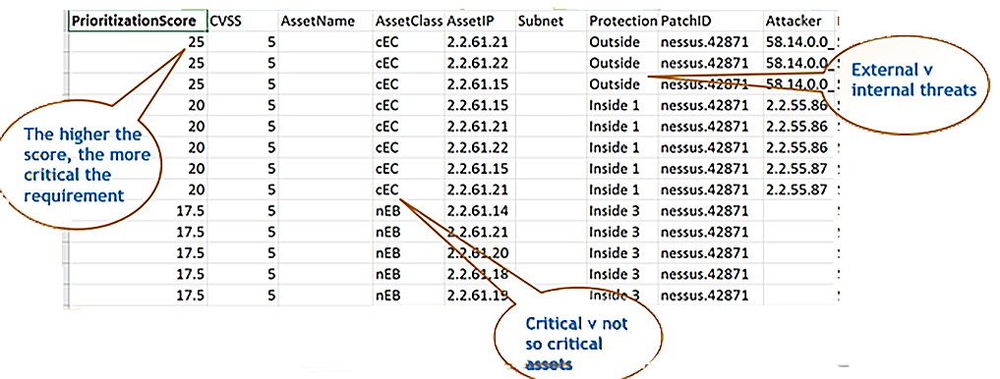 PrioritizationScore CVSS AssetName AssetClass AssetIP Subnet Protection PatchID Attacker
25 5 cEC 2.2.61.21 Outside nessus.42871 58.14.0.0_
25 5 cEC 2.2.61.22 Outside nessus.42871 58.14.0.0_
25 5 cEC 2.2.61.15 Outside nessus.42871 58.14.0.0_
20 5 cEC 2.2.61.15 Inside 1 nessus.42871 2.2.55.86
20 5 cEC 2.2.61.21 Inside 1 nessus.42871 2.2.55.86
20 5 cEC 2.2.61.22 Inside 1 nessus.42871 2.2.55.86
20 5 cEC 2.2.61.15 Inside 1 nessus.42871 2.2.55.87
20 5 cEC 2.2.61.21 Inside 1 nessus.42871 2.2.55.87
17.5 5 nEB 2.2.61.14 Inside 3 nessus.42871
17.5 5 nEB 2.2.61.21 Inside 3 nessus.42871
17.5 5 nEB 2.2.61.20 Inside 3 nessus.42871
17.5 5 nEB 2.2.61.18 Inside 3 nessus.42871
17.5 5 nEB 2.2.61.19 Inside 3 nessus.42871
External v
internal threats
The higher the
score, the more
critical the
requirement
Critical v not
so critical
assets